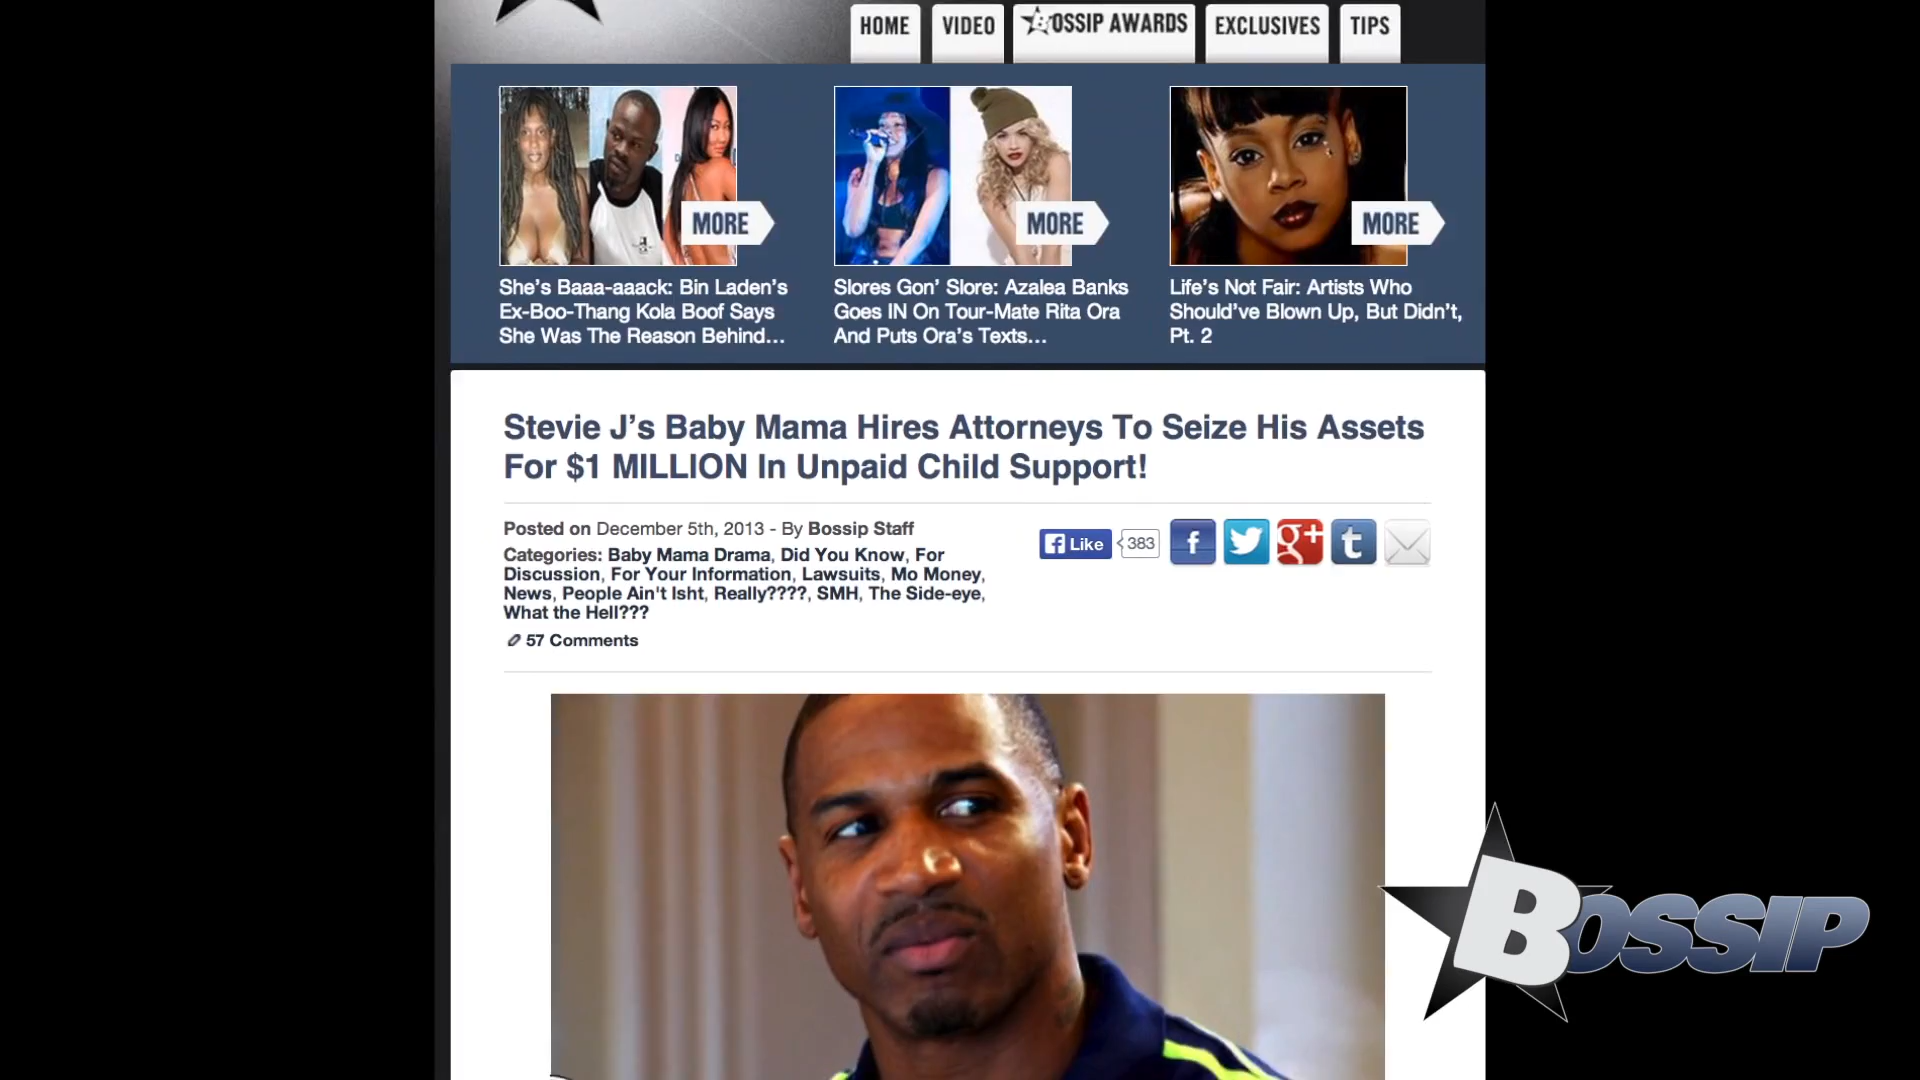 HOME
VIDEO
BOSSIP AWARDS
EXCLUSIVES
TIPS
MORE
MORE
MORE
She’s Baaa-aaack: Bin Laden’s
Ex-Boo-Thang Kola Boof Says
She Was The Reason Behind…
Slores Gon’ Slore: Azalea Banks
Goes IN On Tour-Mate Rita Ora
And Puts Ora’s Texts…
Life’s Not Fair: Artists Who
Should’ve Blown Up, But Didn’t,
Pt. 2
Stevie J’s Baby Mama Hires Attorneys To Seize His Assets
For $1 MILLION In Unpaid Child Support!
Posted on December 5th, 2013 - By Bossip Staff
Categories: Baby Mama Drama, Did You Know, For
Discussion, For Your Information, Lawsuits, Mo Money,
News, People Ain't Isht, Really????, SMH, The Side-eye,
What the Hell???
57 Comments
f Like 383
f
g+
t
BOSSIP